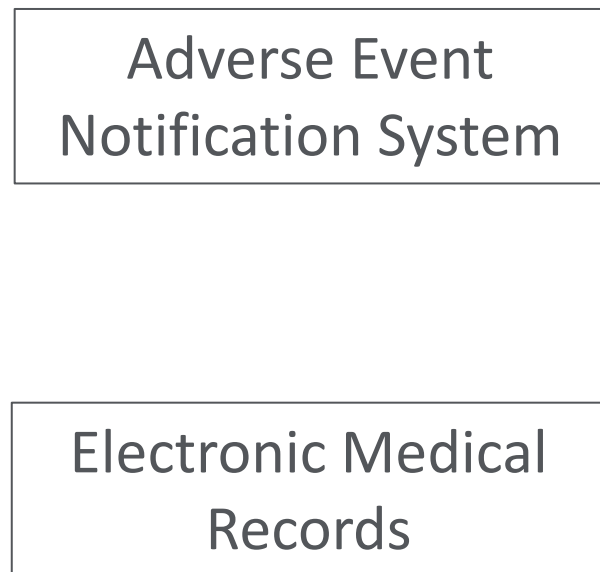 Adverse Event
Notification System
Electronic Medical
Records